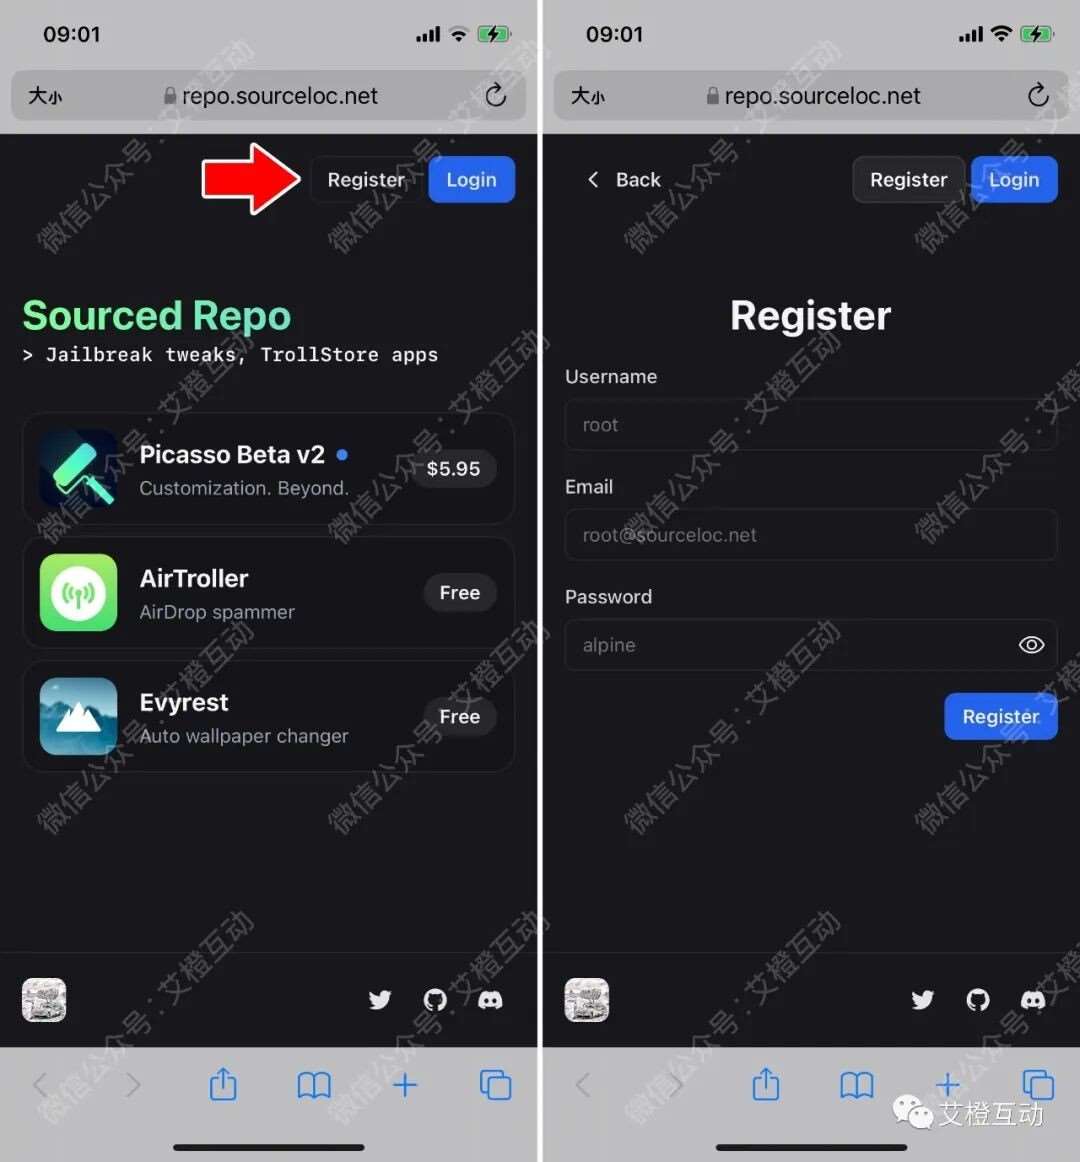 09:01
大小
repo.sourceloc.net
Register
Login
Sourced Repo
> Jailbreak tweaks, TrollStore apps
Picasso Beta v2
Customization. Beyond.
$5.95
AirTroller
AirDrop spammer
Free
Evyrest
Auto wallpaper changer
Free
09:01
大小
repo.sourceloc.net
Back
Register
Login
Register
Username
root
Email
root@sourceloc.net
Password
alpine
Register
微信公众号:艾橙互动
艾橙互动